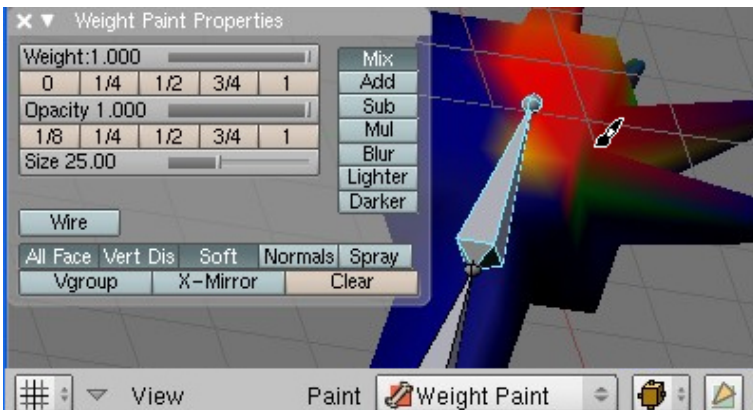 Weight Paint Properties
Weight:1.000
0 1/4 1/2 3/4 1
Opacity 1.000
1/8 1/4 1/2 3/4 1
Size 25.00
Mix
Add
Sub
Mul
Blur
Lighter
Darker
Wire
All Face Vert Dis Soft Normals Spray
Vgroup X-Mirror Clear
View Paint Weight Paint